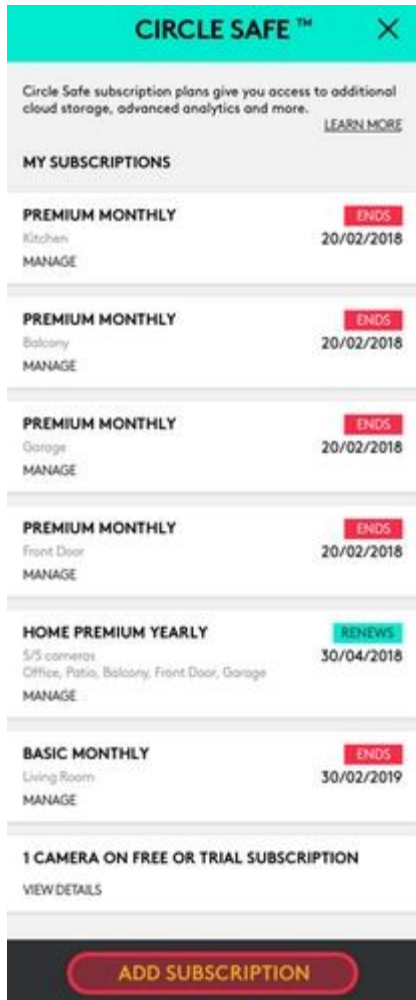 CIRCLE SAFE ™
Circle Safe subscription plans give you access to additional
cloud storage, advanced analytics and more.
LEARN MORE
MY SUBSCRIPTIONS
PREMIUM MONTHLY
ENDS
Kitchen
20/02/2018
MANAGE
PREMIUM MONTHLY
ENDS
Balcony
20/02/2018
MANAGE
PREMIUM MONTHLY
ENDS
Garage
20/02/2018
MANAGE
PREMIUM MONTHLY
ENDS
Front Door
20/02/2018
MANAGE
HOME PREMIUM YEARLY
RENEWS
5/5 cameras
30/04/2018
Office, Patio, Balcony, Front Door, Garage
MANAGE
BASIC MONTHLY
ENDS
Living Room
30/02/2019
MANAGE
1 CAMERA ON FREE OR TRIAL SUBSCRIPTION
VIEW DETAILS
ADD SUBSCRIPTION